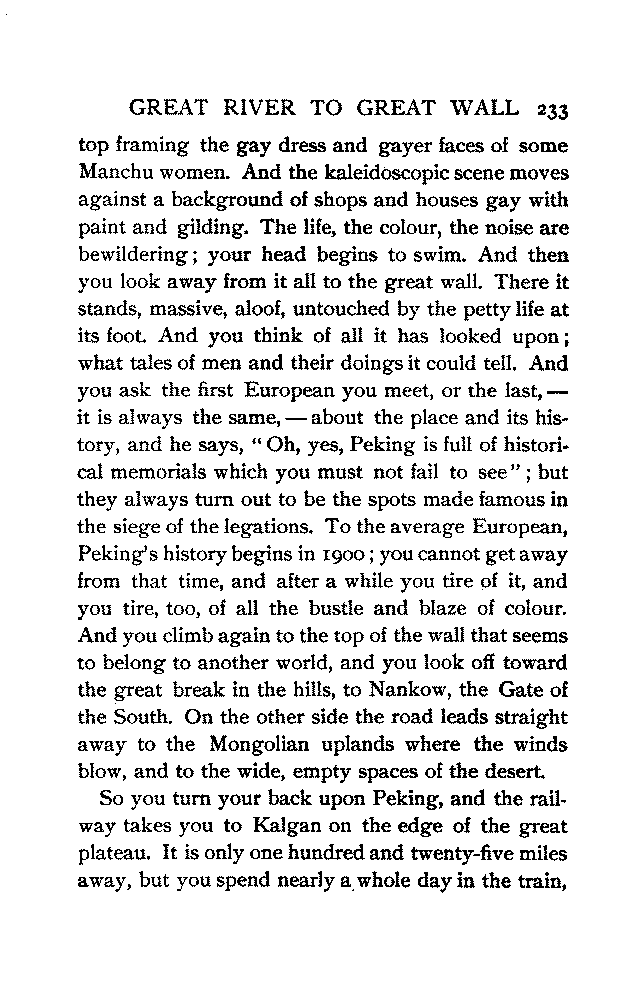 GREAT RIVER TO GREAT WALL 233
top framing the gay dress and gayer faces of some
Manchu women. And the kaleidoscopic scene moves
against a background of shops and houses gay with
paint and gilding. The life, the colour, the noise are
bewildering; your head begins to swim. And then
you look away from it all to the great wall. There it
stands, massive, aloof, untouched by the petty life at
its foot. And you think of all it has looked upon;
what tales of men and their doings it could tell. And
you ask the first European you meet, or the last,—
it is always the same,—about the place and its his-
tory, and he says, "Oh, yes, Peking is full of histori-
cal memorials which you must not fail to see"; but
they always turn out to be the spots made famous in
the siege of the legations. To the average European,
Peking's history begins in 1900; you cannot get away
from that time, and after a while you tire of it, and
you tire, too, of all the bustle and blaze of colour.
And you climb again to the top of the wall that seems
to belong to another world, and you look off toward
the great break in the hills, to Nankow, the Gate of
the South. On the other side the road leads straight
away to the Mongolian uplands where the winds
blow, and to the wide, empty spaces of the desert.
So you turn your back upon Peking, and the rail-
way takes you to Kalgan on the edge of the great
plateau. It is only one hundred and twenty-five miles
away, but you spend nearly a whole day in the train,